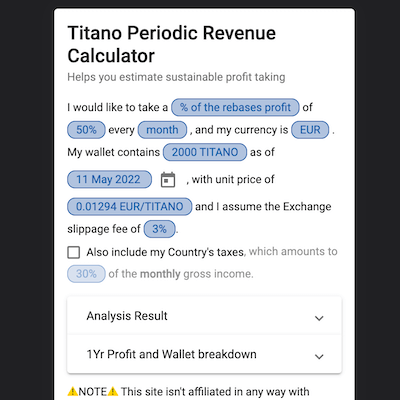 Titano Periodic Revenue
Calculator
Helps you estimate sustainable profit taking
I would like to take a % of the rebases profit of
50% every month , and my currency is EUR .
My wallet contains 2000 TITANO as of
11 May 2022 , with unit price of
0.01294 EUR/TITANO and I assume the Exchange
slippage fee of 3%.
Also include my Country's taxes, which amounts to
30% of the monthly gross income.
Analysis Result
1Yr Profit and Wallet breakdown
⚠NOTE⚠ This site isn't affiliated in any way with